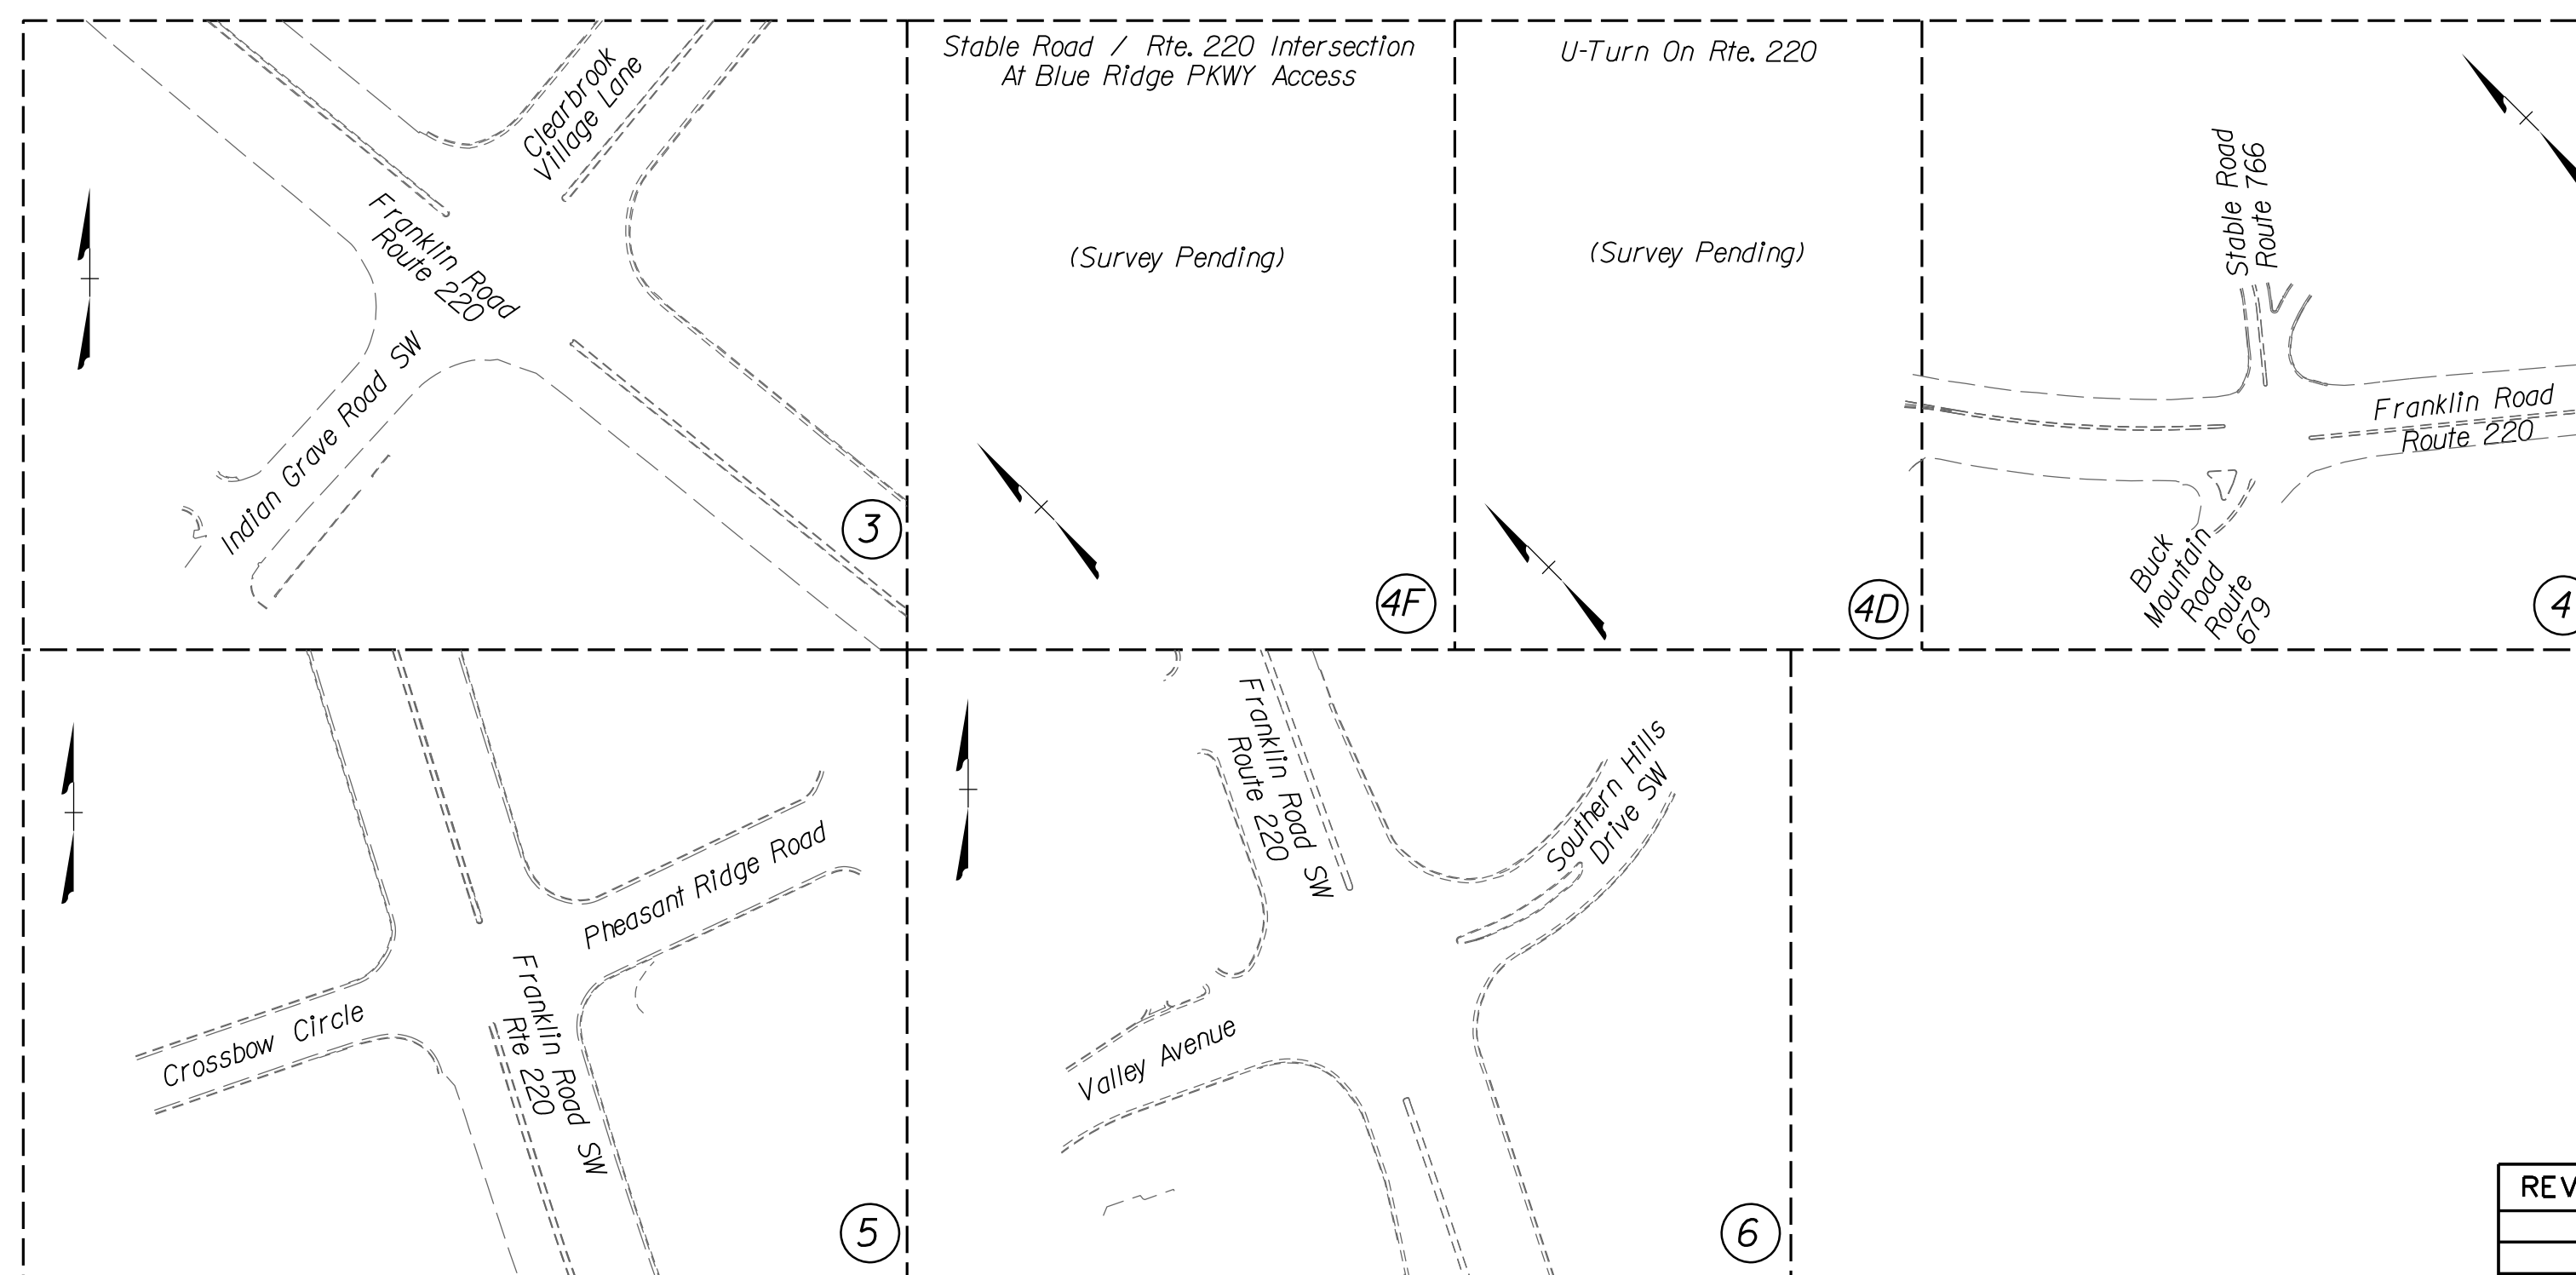 Clearbrook
Village Lane
Franklin Road
Route 220
Indian Grave Road SW
3
Stable Road / Rte. 220 Intersection
At Blue Ridge PKWY Access
(Survey Pending)
4F
U-Turn On Rte. 220
(Survey Pending)
4D
Stable Road
Route 766
Franklin Road
Route 220
Buck
Mountain
Road
Route
679
4
Pheasant Ridge Road
Crossbow Circle
Franklin Road SW
Rte 220
5
Franklin Road SW
Route 220
Southern Hills
Drive SW
Valley Avenue
6
REV